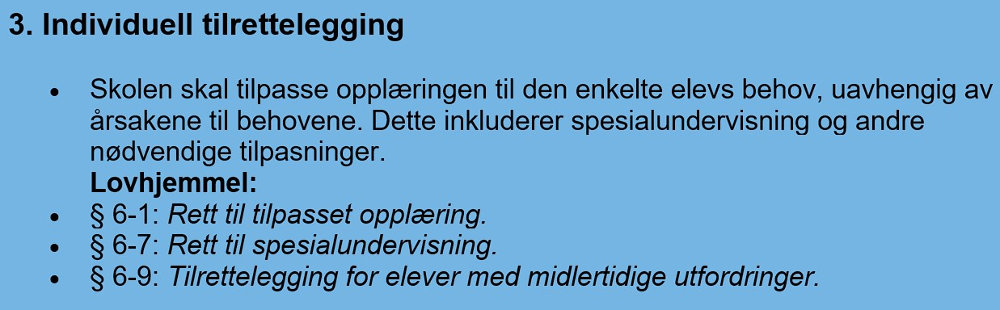 3. Individuell tilrettelegging
• Skolen skal tilpasse opplæringen til den enkelte elevs behov, uavhengig av
årsakene til behovene. Dette inkluderer spesialundervisning og andre
nødvendige tilpasninger.
Lovhjemmel:
• § 6-1: Rett til tilpasset opplæring.
• § 6-7: Rett til spesialundervisning.
• § 6-9: Tilrettelegging for elever med midlertidige utfordringer.